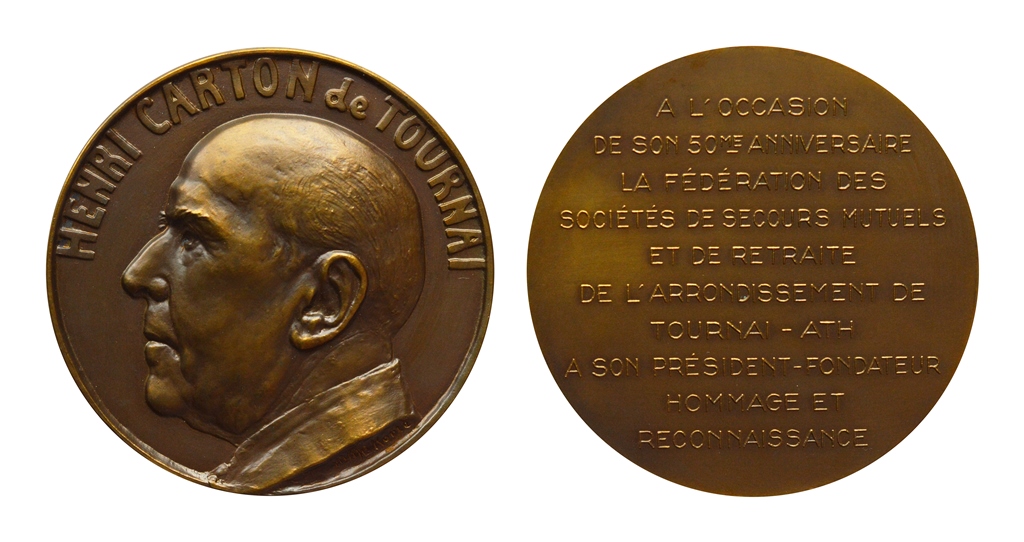 HENRI CARTON de TOURNAI
A L'OCCASION
DE SON 50ME ANNIVERSAIRE
LA FÉDÉRATION DES
SOCIÉTÉS DE SECOURS MUTUELS
ET DE RETRAITE
DE L'ARRONDISSEMENT DE
TOURNAI - ATH
A SON PRÉSIDENT-FONDATEUR
HOMMAGE ET
RECONNAISSANCE